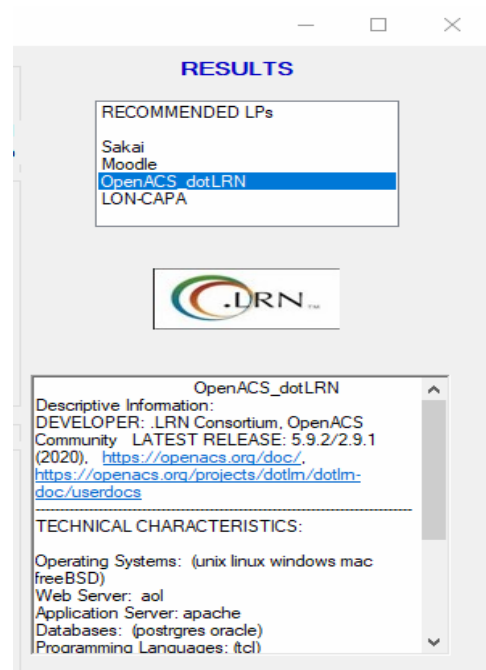 RESULTS
RECOMMENDED LPs
Sakai
Moodle
OpenACS_dotLRN
LON-CAPA
.LRN TM
OpenACS_dotLRN
Descriptive Information:
DEVELOPER: .LRN Consortium, OpenACS
Community LATEST RELEASE: 5.9.2/2.9.1
(2020), https://openacs.org/doc/,
https://openacs.org/projects/dotlrn/dotlrn-
doc/userdocs
TECHNICAL CHARACTERISTICS:
Operating Systems: (unix linux windows mac
freeBSD)
Web Server: aol
Application Server: apache
Databases: (postrgres oracle)
Programming Languages: (tcl)